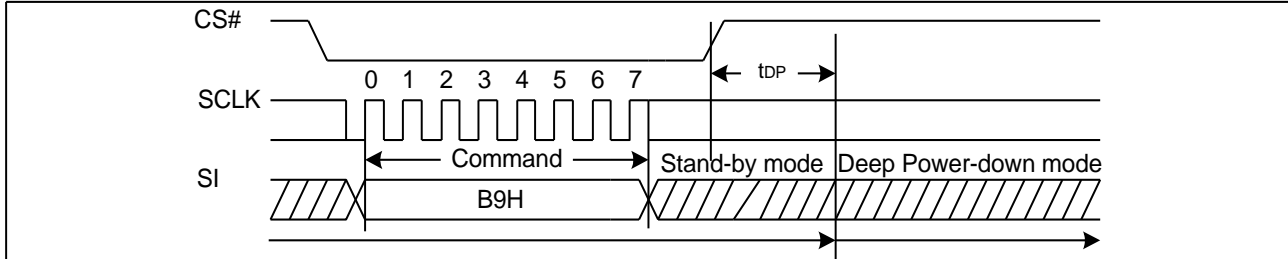 CS#
tDP
0 1 2 3 4 5 6 7
SCLK
Command
Stand-by mode Deep Power-down mode
SI
B9H